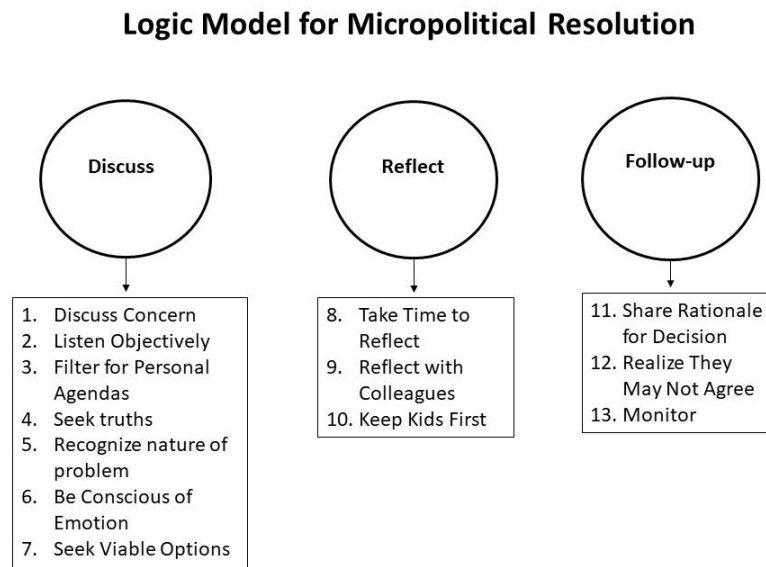 Logic Model for Micropolitical Resolution
Discuss
Reflect
Follow-up
1. Discuss Concern
2. Listen Objectively
3. Filter for Personal
Agendas
4. Seek truths
5. Recognize nature of
problem
6. Be Conscious of
Emotion
7. Seek Viable Options
8. Take Time to
Reflect
9. Reflect with
Colleagues
10. Keep Kids First
11. Share Rationale
for Decision
12. Realize They
May Not Agree
13. Monitor